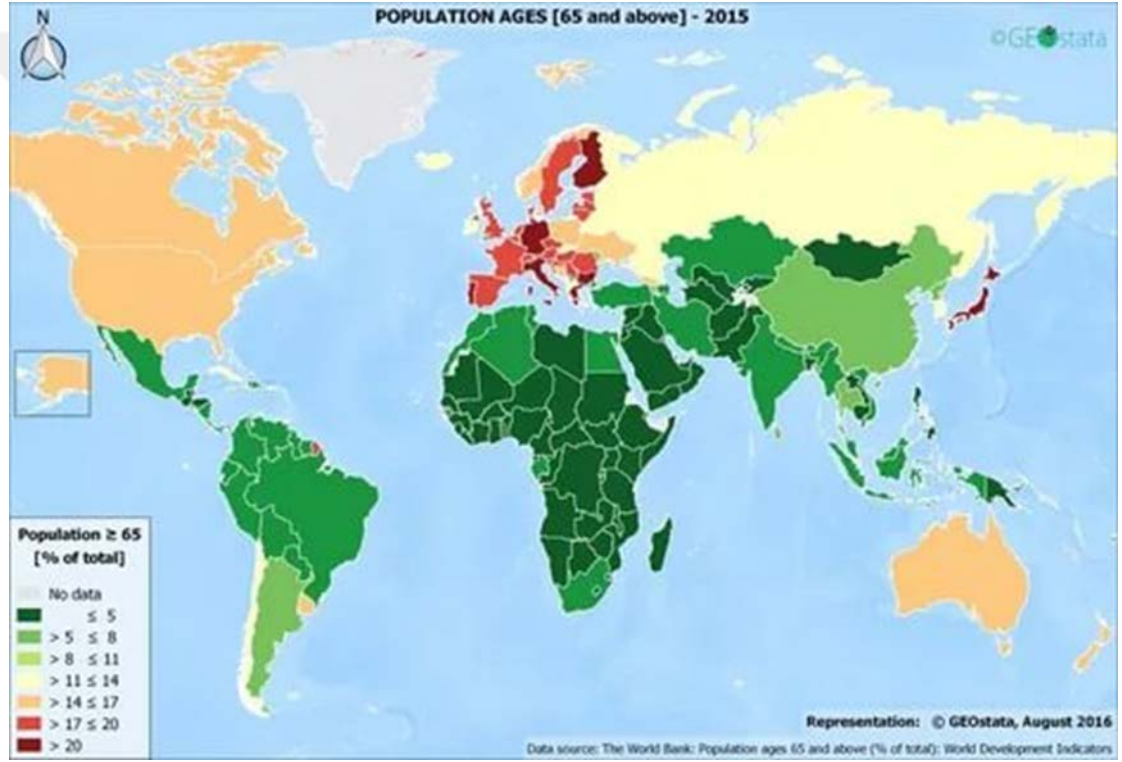 N
POPULATION AGES [65 and above] - 2015
©GEOstata
Population ≥ 65
[% of total]
No data
≤ 5
> 5 ≤ 8
> 8 ≤ 11
> 11 ≤ 14
> 14 ≤ 17
> 17 ≤ 20
> 20
Representation: © GEOstata, August 2016
Data source: The World Bank: Population ages 65 and above (% of total): World Development Indicators